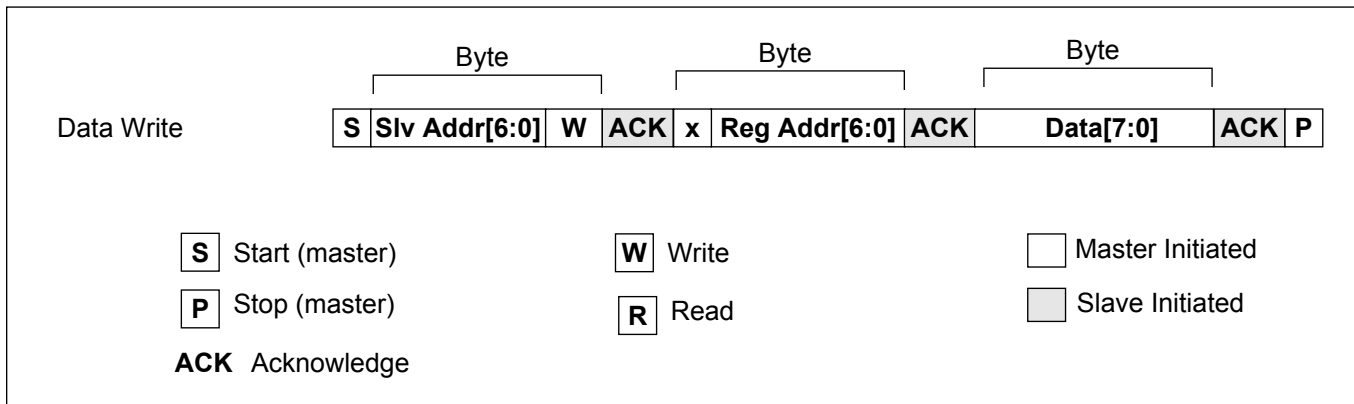 Byte Byte Byte
Data Write S Slv Addr[6:0] W ACK x Reg Addr[6:0] ACK Data[7:0] ACK P
S Start (master) W Write Master Initiated
P Stop (master) R Read Slave Initiated
ACK Acknowledge